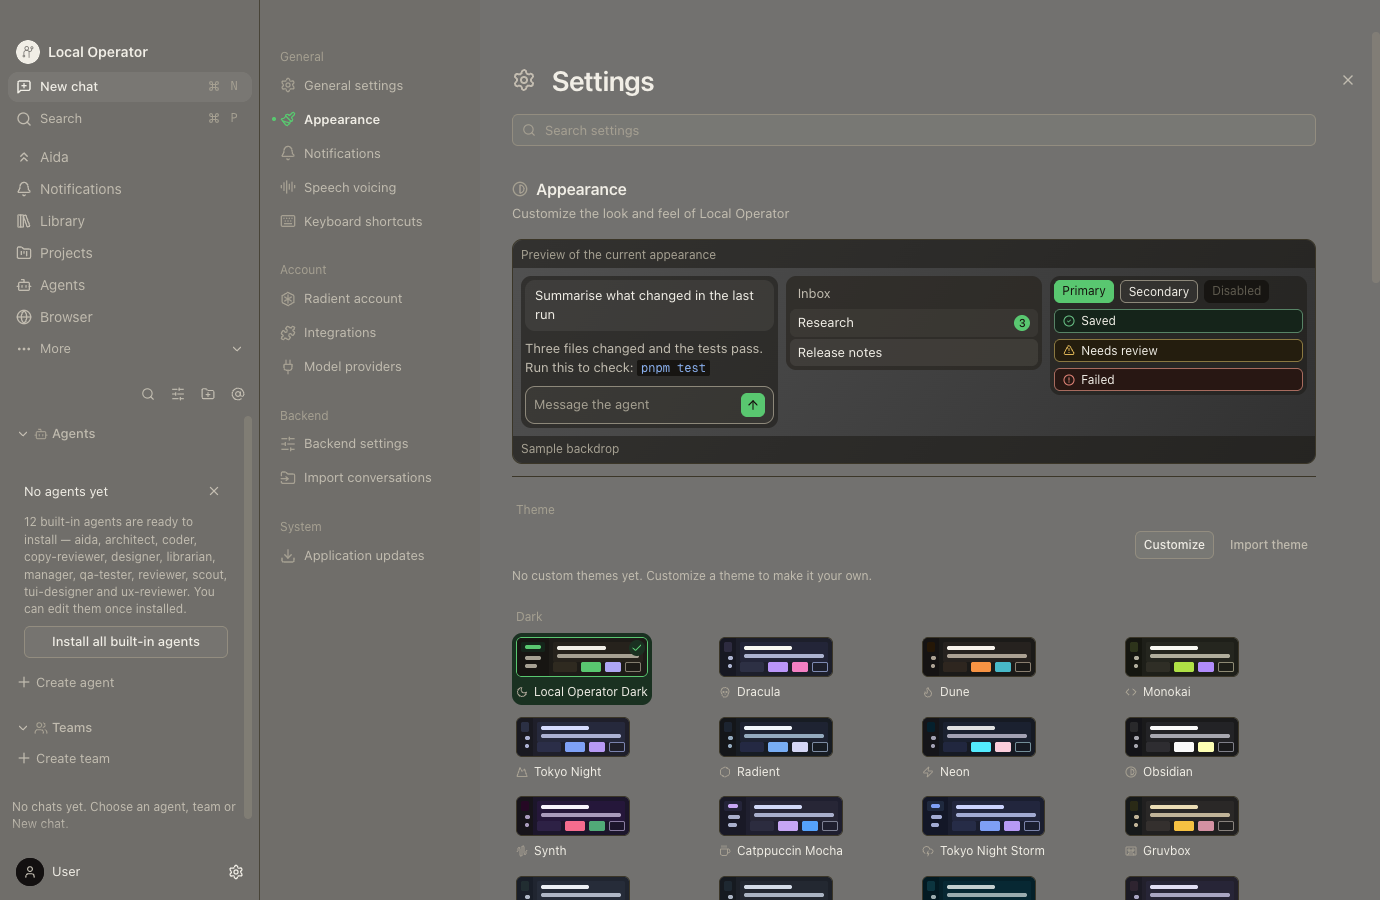 Local Operator
New chat ⌘ N
Search ⌘ P
Aida
Notifications
Library
Projects
Agents
Browser
More
Agents
No agents yet
12 built-in agents are ready to
install — aida, architect, coder,
copy-reviewer, designer, librarian,
manager, qa-tester, reviewer, scout,
tui-designer and ux-reviewer. You
can edit them once installed.
Install all built-in agents
Create agent
Teams
Create team
No chats yet. Choose an agent, team or
New chat.
User
General
General settings
Appearance
Notifications
Speech voicing
Keyboard shortcuts
Account
Radient account
Integrations
Model providers
Backend
Backend settings
Import conversations
System
Application updates
Settings
Search settings
Appearance
Customize the look and feel of Local Operator
Preview of the current appearance
Summarise what changed in the last
run
Three files changed and the tests pass.
Run this to check: pnpm test
Message the agent
Inbox
Research 3
Release notes
Primary Secondary Disabled
Saved
Needs review
Failed
Sample backdrop
Theme
Customize Import theme
No custom themes yet. Customize a theme to make it your own.
Dark
Local Operator Dark Dracula Dune Monokai
Tokyo Night Radient Neon Obsidian
Synth Catppuccin Mocha Tokyo Night Storm Gruvbox